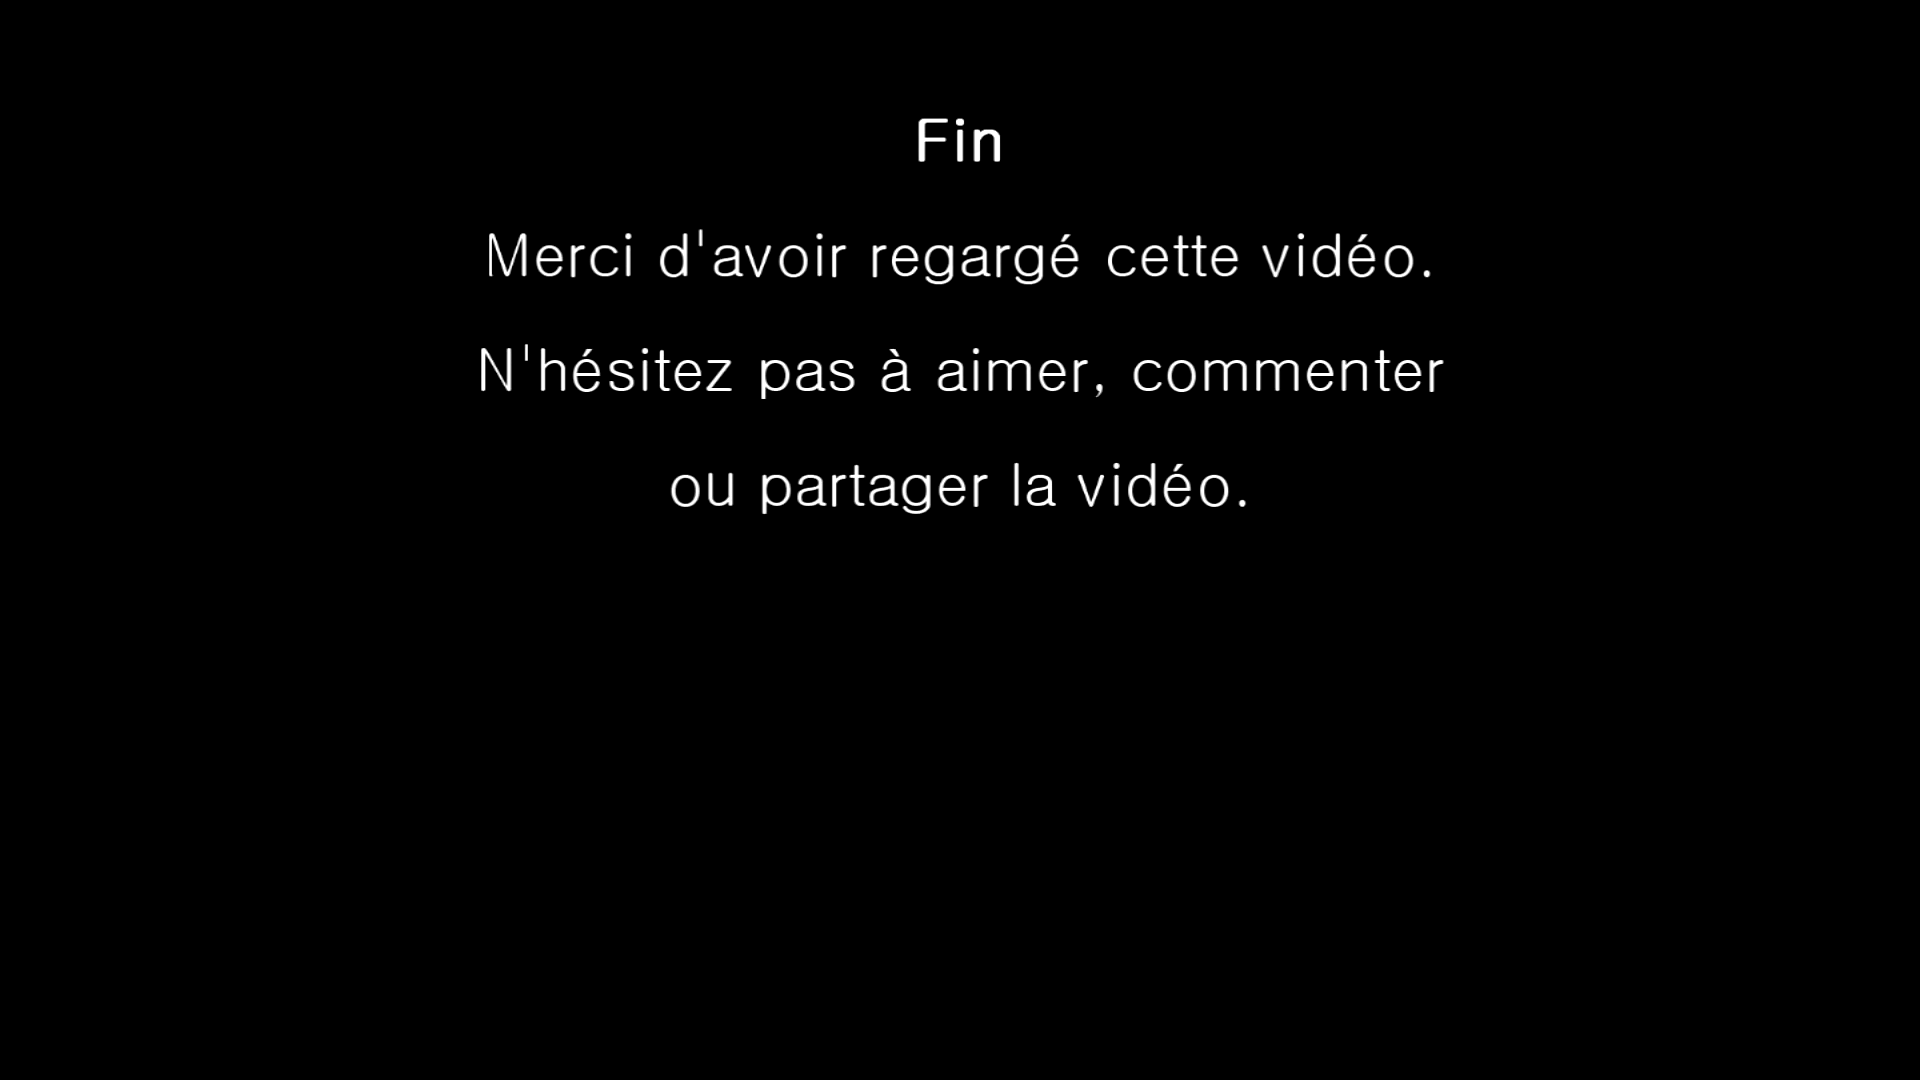 Fin
Merci d'avoir regargé cette vidéo.
N'hésitez pas à aimer, commenter
ou partager la vidéo.